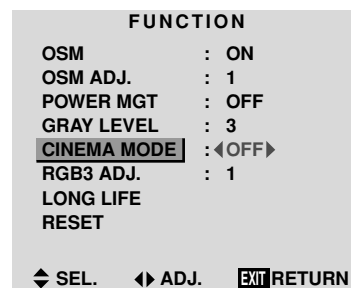 FUNCTION
OSM : ON
OSM ADJ. : 1
POWER MGT : OFF
GRAY LEVEL : 3
CINEMA MODE : OFF
RGB3 ADJ. : 1
LONG LIFE
RESET
SEL. ADJ. EXIT RETURN